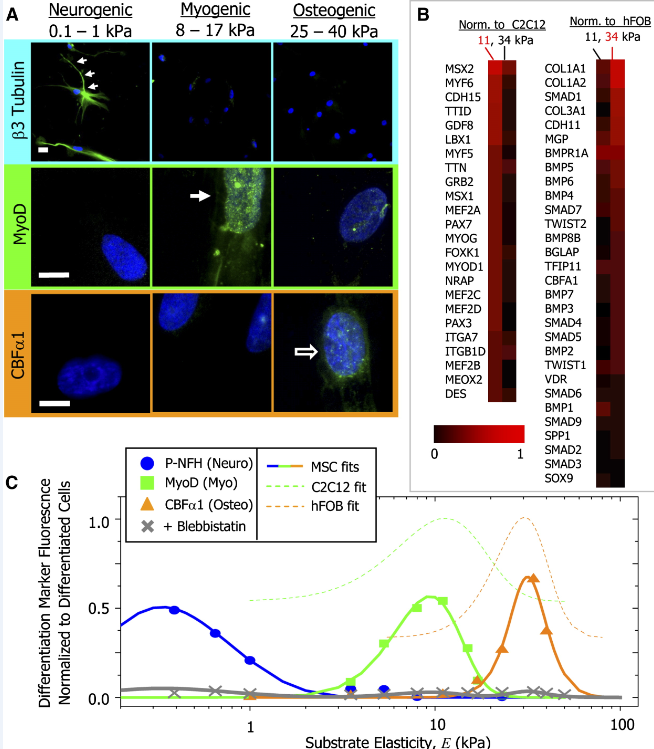 A
Neurogenic
0.1 – 1 kPa
Myogenic
8 – 17 kPa
Osteogenic
25 – 40 kPa
β3 Tubulin
MyoD
CBFα1
B
Norm. to C2C12
11, 34 kPa
MSX2
MYF6
CDH15
TTID
GDF8
LBX1
MYF5
TTN
GRB2
MSX1
MEF2A
PAX7
MYOG
FOXK1
MYOD1
NRAP
MEF2C
MEF2D
PAX3
ITGA7
ITGB1D
MEF2B
MEOX2
DES
0 1
Norm. to hFOB
11, 34 kPa
COL1A1
COL1A2
SMAD1
COL3A1
CDH11
MGP
BMPR1A
BMP5
BMP6
BMP4
SMAD7
TWIST2
BMP8B
BGLAP
TFIP11
CBFA1
BMP7
BMP3
SMAD4
SMAD5
BMP2
TWIST1
VDR
SMAD6
BMP1
SMAD9
SPP1
SMAD2
SMAD3
SOX9
C
P-NFH (Neuro)
MyoD (Myo)
CBFα1 (Osteo)
+ Blebbistatin
MSC fits
C2C12 fit
hFOB fit
Differentiation Marker Fluorescnce
Normalized to Differentiated Cells
1.0
0.5
0.0
1 10 100
Substrate Elasticity, E (kPa)